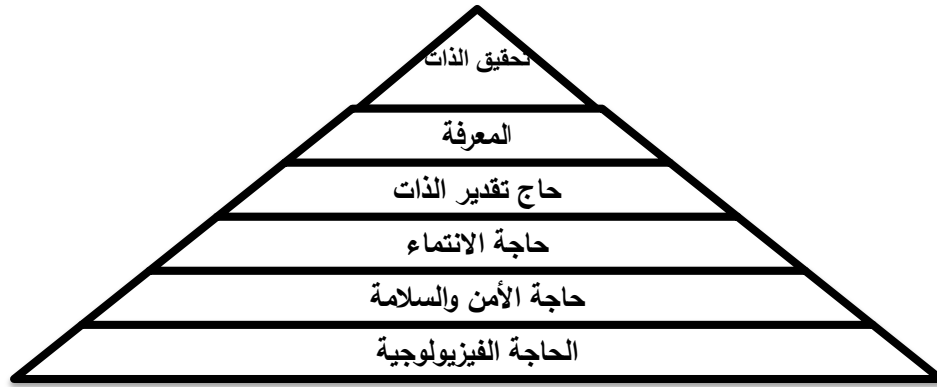 تحقيق الذات
المعرفة
حاج تقدير الذات
حاجة الانتماء
حاجة الأمن والسلامة
الحاجة الفيزيولوجية